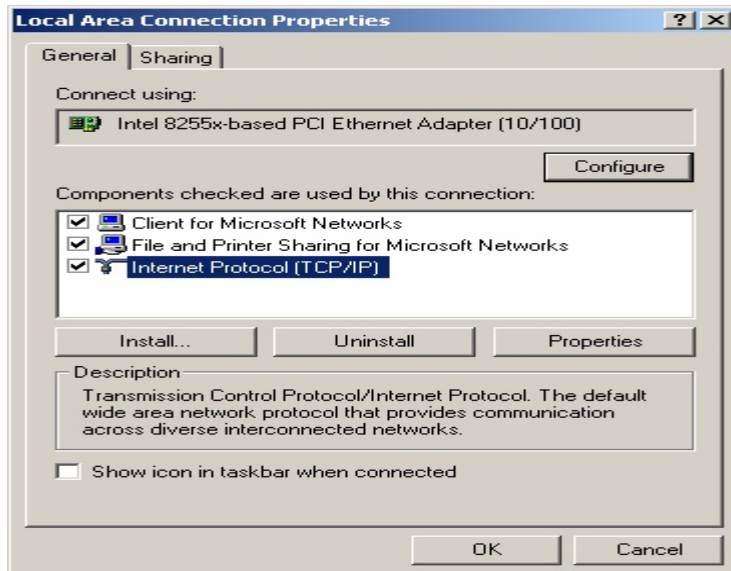 Local Area Connection Properties
General Sharing
Connect using:
Intel 8255x-based PCI Ethernet Adapter (10/100)
Configure
Components checked are used by this connection:
Client for Microsoft Networks
File and Printer Sharing for Microsoft Networks
Internet Protocol (TCP/IP)
Install... Uninstall Properties
Description
Transmission Control Protocol/Internet Protocol. The default
wide area network protocol that provides communication
across diverse interconnected networks.
Show icon in taskbar when connected
OK Cancel